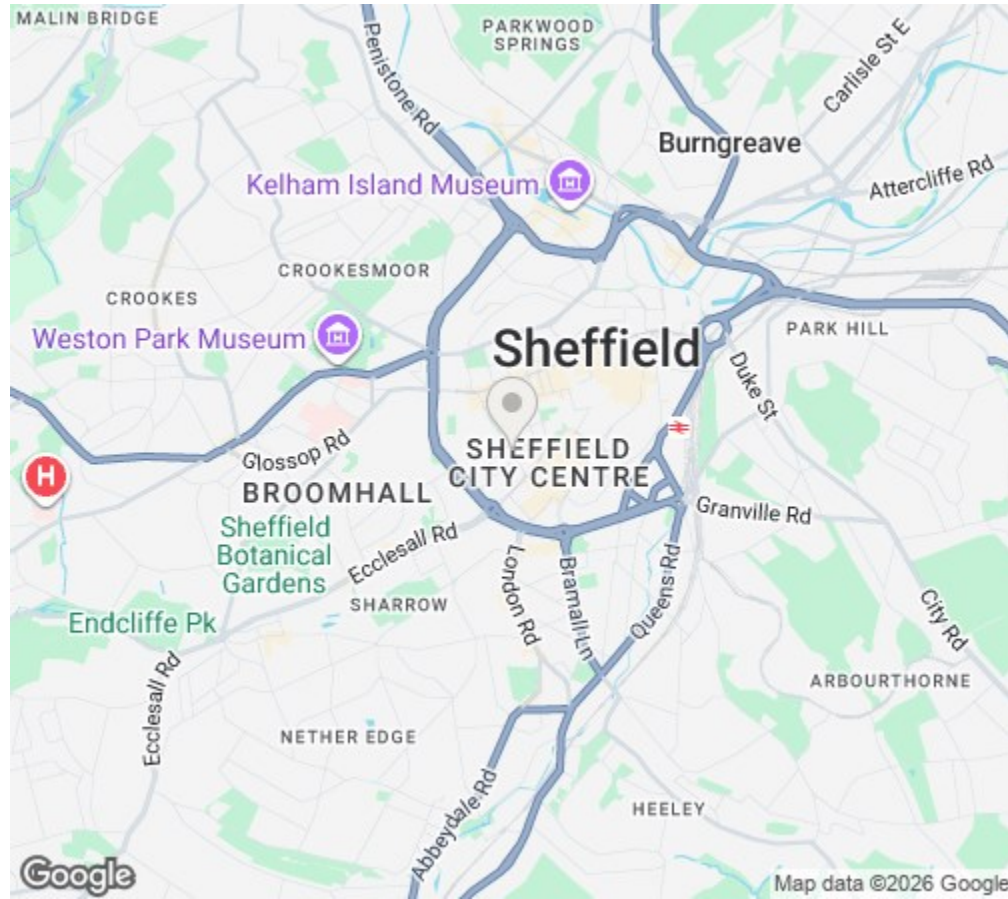 MALIN BRIDGE
PARKWOOD
SPRINGS
Penistone Rd
Carlisle St E
Burngreave
Kelham Island Museum
Attercliffe Rd
CROOKESMOOR
CROOKES
Weston Park Museum
PARK HILL
Sheffield
Duke St
SHEFFIELD
CITY CENTRE
Glossop Rd
H
BROOMHALL
Granville Rd
Sheffield
Botanical
Gardens
Ecclesall Rd
London Rd
Bramall Ln
Queens Rd
SHARROW
City Rd
Endcliffe Pk
Ecclesall Rd
ARBOURTHORNE
NETHER EDGE
Abbeydale Rd
HEELEY
Google
Map data ©2026 Google